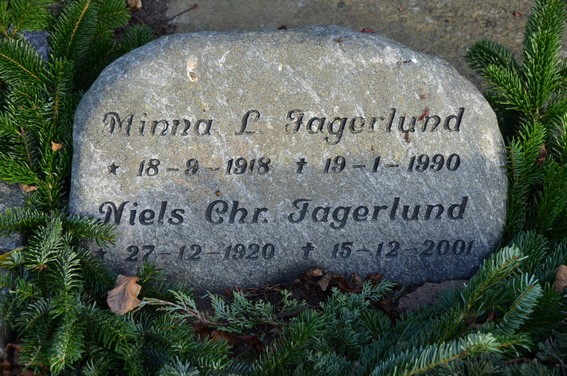 Minna L Fagerlund
* 18-9-1918 † 19-1-1990
Niels Chr. Fagerlund
* 27-12-1920 † 15-12-2001